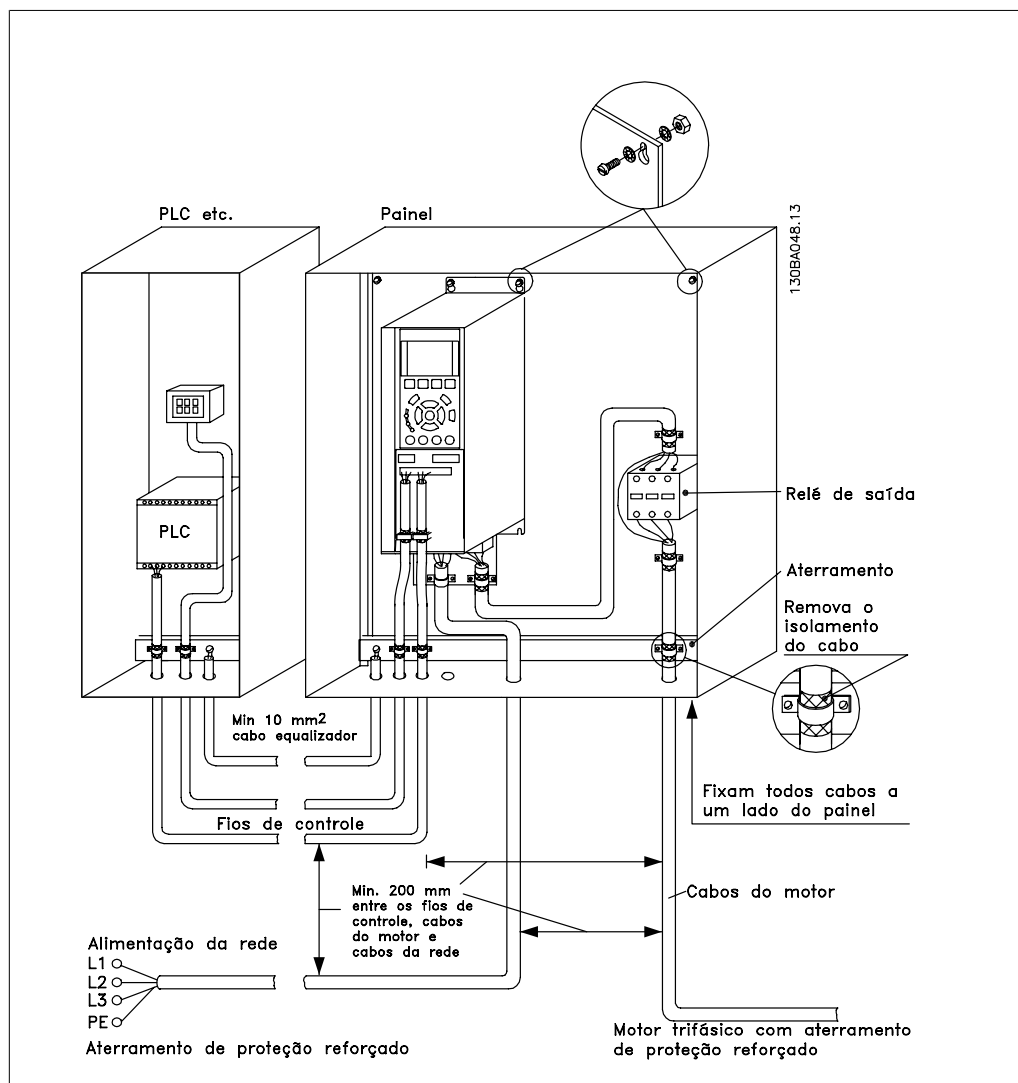 PLC etc.
Painel
130BA048.13
PLC
Relé de saída
Aterramento
Remova o
isolamento
do cabo
Min 10 mm2
cabo equalizador
Fios de controle
Fixam todos cabos a
um lado do painel
Min. 200 mm
entre os fios de
controle, cabos
do motor e
cabos da rede
Cabos do motor
Alimentação da rede
L1
L2
L3
PE
Aterramento de proteção reforçado
Motor trifásico com aterramento
de proteção reforçado